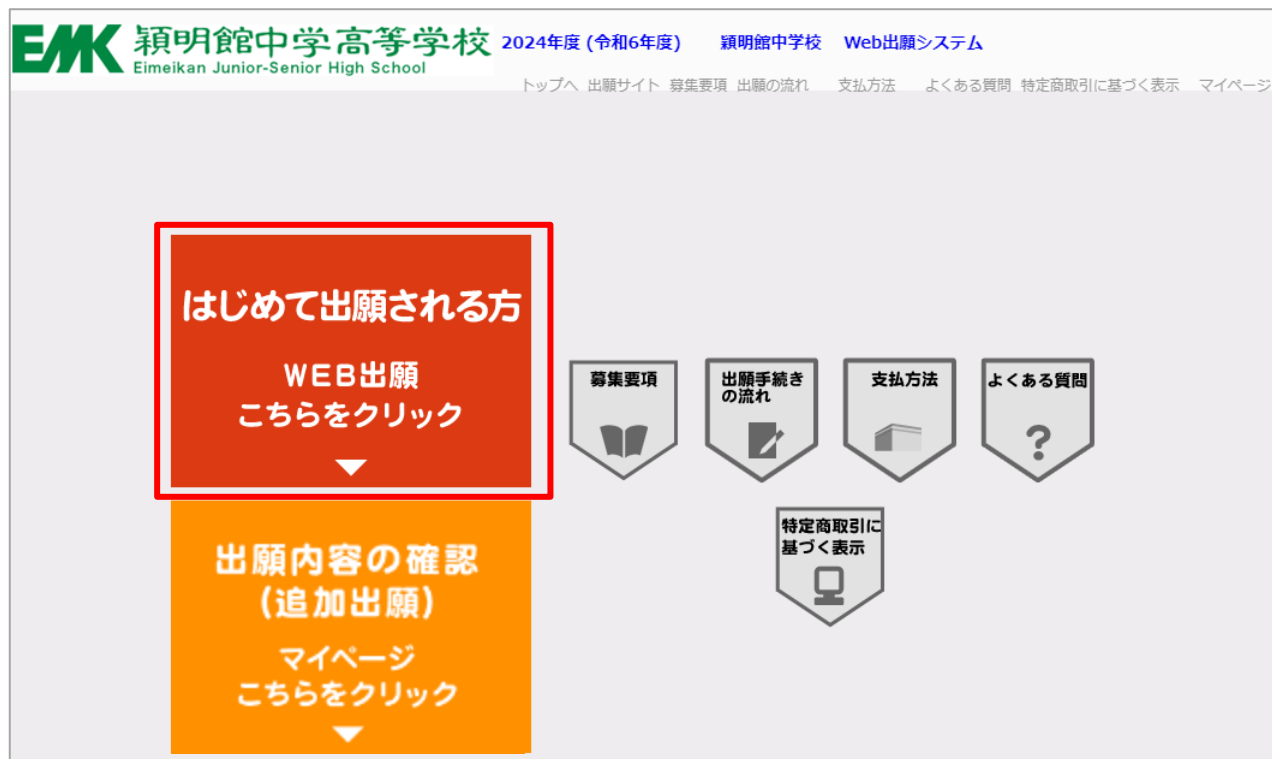 EMK 穎明館中学高等学校
Eimeikan Junior-Senior High School
2024年度 (令和6年度) 穎明館中学校 Web出願システム
トップへ 出願サイト 募集要項 出願の流れ 支払方法 よくある質問 特定商取引に基づく表示 マイページ
はじめて出願される方
WEB出願
こちらをクリック
募集要項
出願手続き
の流れ
支払方法
よくある質問
特定商取引に
基づく表示
出願内容の確認
(追加出願)
マイページ
こちらをクリック